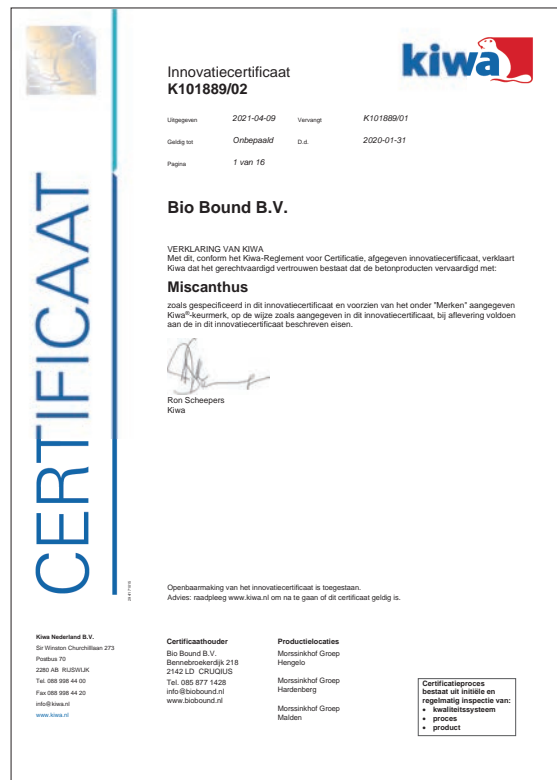 CERTIFICAAT
kiwa
Innovatiecertificaat
K101889/02
Uitgegeven 2021-04-09 Vervangt K101889/01
Geldig tot Onbepaald D.d. 2020-01-31
Pagina 1 van 16
Bio Bound B.V.
VERKLARING VAN KIWA
Met dit, conform het Kiwa-Reglement voor Certificatie, afgegeven innovatiecertificaat, verklaart
Kiwa dat het gerechtvaardigd vertrouwen bestaat dat de betonproducten vervaardigd met:
Miscanthus
zoals gespecificeerd in dit innovatiecertificaat en voorzien van het onder "Merken" aangegeven
Kiwa®-keurmerk, op de wijze zoals aangegeven in dit innovatiecertificaat, bij aflevering voldoen
aan de in dit innovatiecertificaat beschreven eisen.
Ron Scheepers
Kiwa
Openbaarmaking van het innovatiecertificaat is toegestaan.
Advies: raadpleeg www.kiwa.nl om na te gaan of dit certificaat geldig is.
Kiwa Nederland B.V.
Sir Winston Churchilllaan 273
Postbus 70
2280 AB RIJSWIJK
Tel. 088 998 44 00
Fax 088 998 44 20
info@kiwa.nl
www.kiwa.nl
Certificaathouder
Bio Bound B.V.
Bennebroekerdijk 218
2142 LD CRUQIUS
Tel. 085 877 1428
info@biobound.nl
www.biobound.nl
Productielocaties
Morssinkhof Groep
Hengelo
Morssinkhof Groep
Hardenberg
Morssinkhof Groep
Malden
Certificatieproces
bestaat uit initiële en
regelmatig inspectie van:
• kwaliteitssysteem
• proces
• product